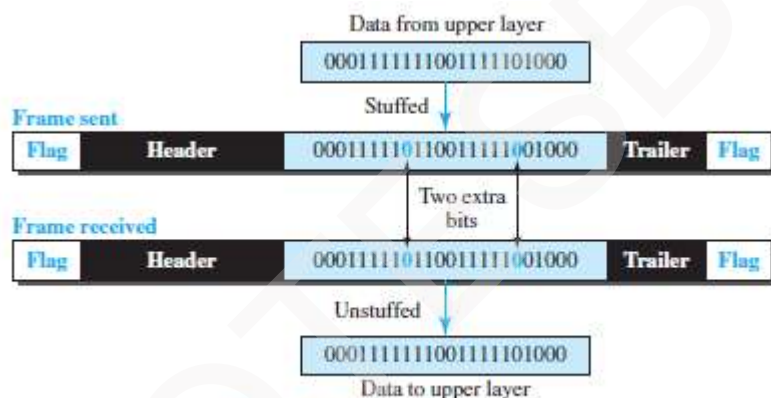 Data from upper layer
0001111111001111101000
Stuffed
Frame sent
Flag Header 000111110110011111001000 Trailer Flag
Two extra
bits
Frame received
Flag Header 000111110110011111001000 Trailer Flag
Unstuffed
0001111111001111101000
Data to upper layer